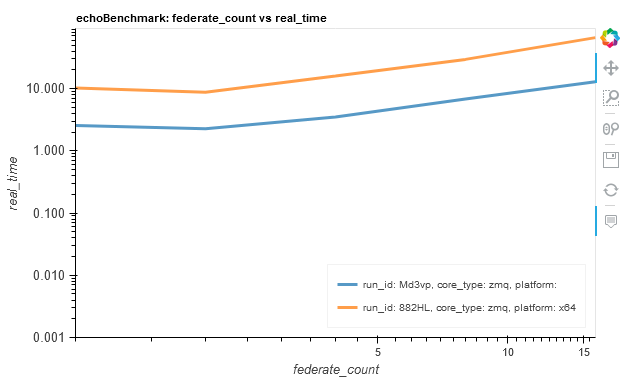 echoBenchmark: federate_count vs real_time
10.000
1.000
0.100
0.010
0.001
real_time
run_id: Md3vp, core_type: zmq, platform:
run_id: 882HL, core_type: zmq, platform: x64
5
10
15
federate_count